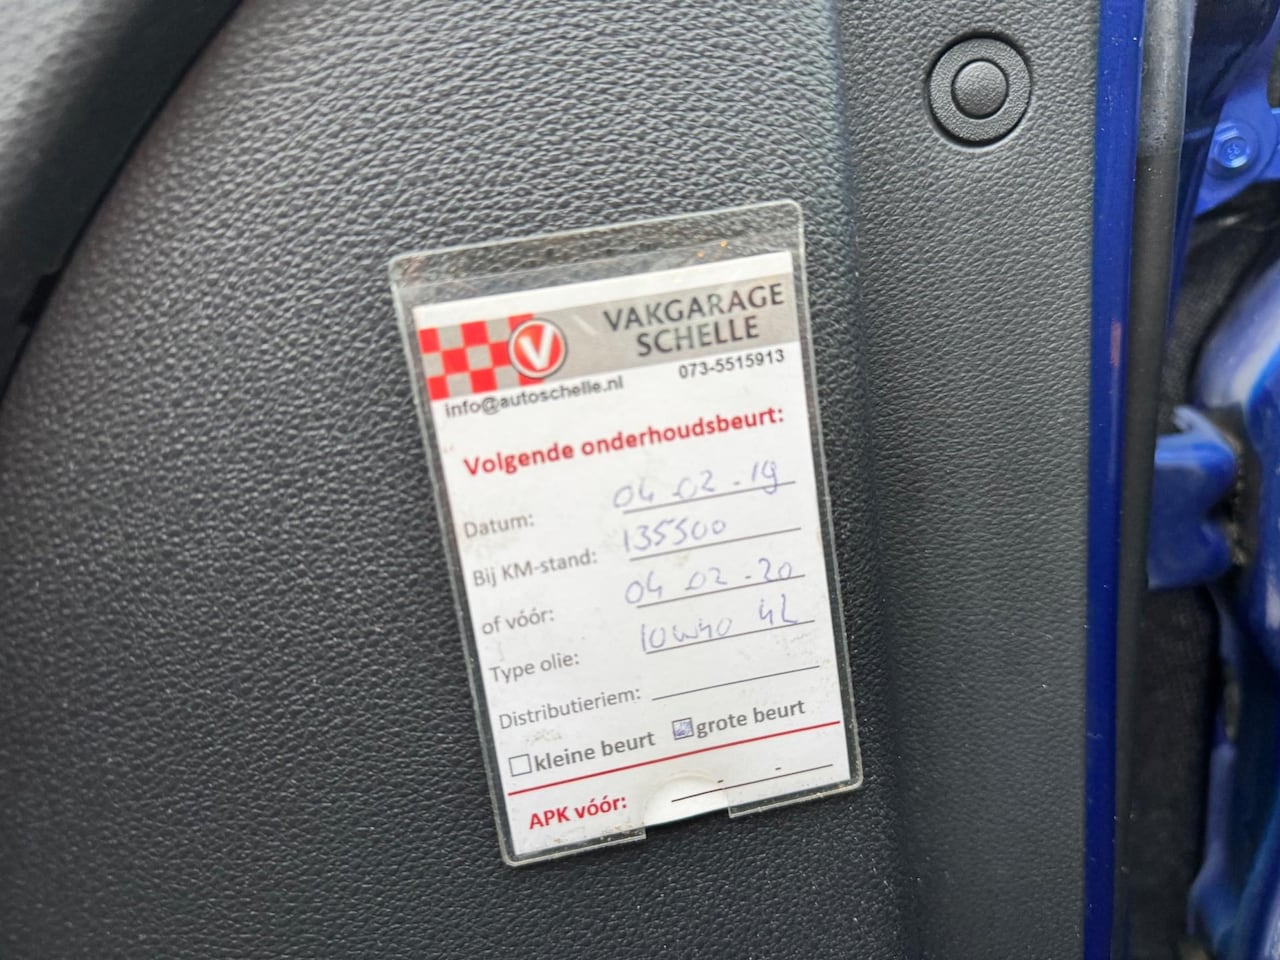 VAKGARAGE
SCHELLE
V
info@autoschelle.nl 073-5515913
Volgende onderhoudsbeurt:
Datum: 04-02-19
Bij KM-stand: 135500
of vóór: 04-02-20
Type olie: 10W40 4L
Distributieriem:
kleine beurt grote beurt
APK vóór: - -